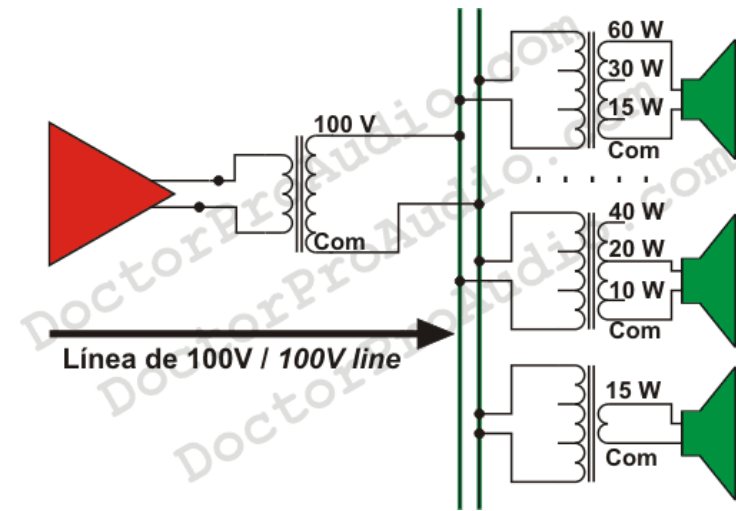 100 V
Com
60 W
30 W
15 W
Com
40 W
20 W
10 W
Com
15 W
Com
Línea de 100V / 100V line
DoctorProAudio.com
DoctorProAudio.com
DoctorProAudio.com